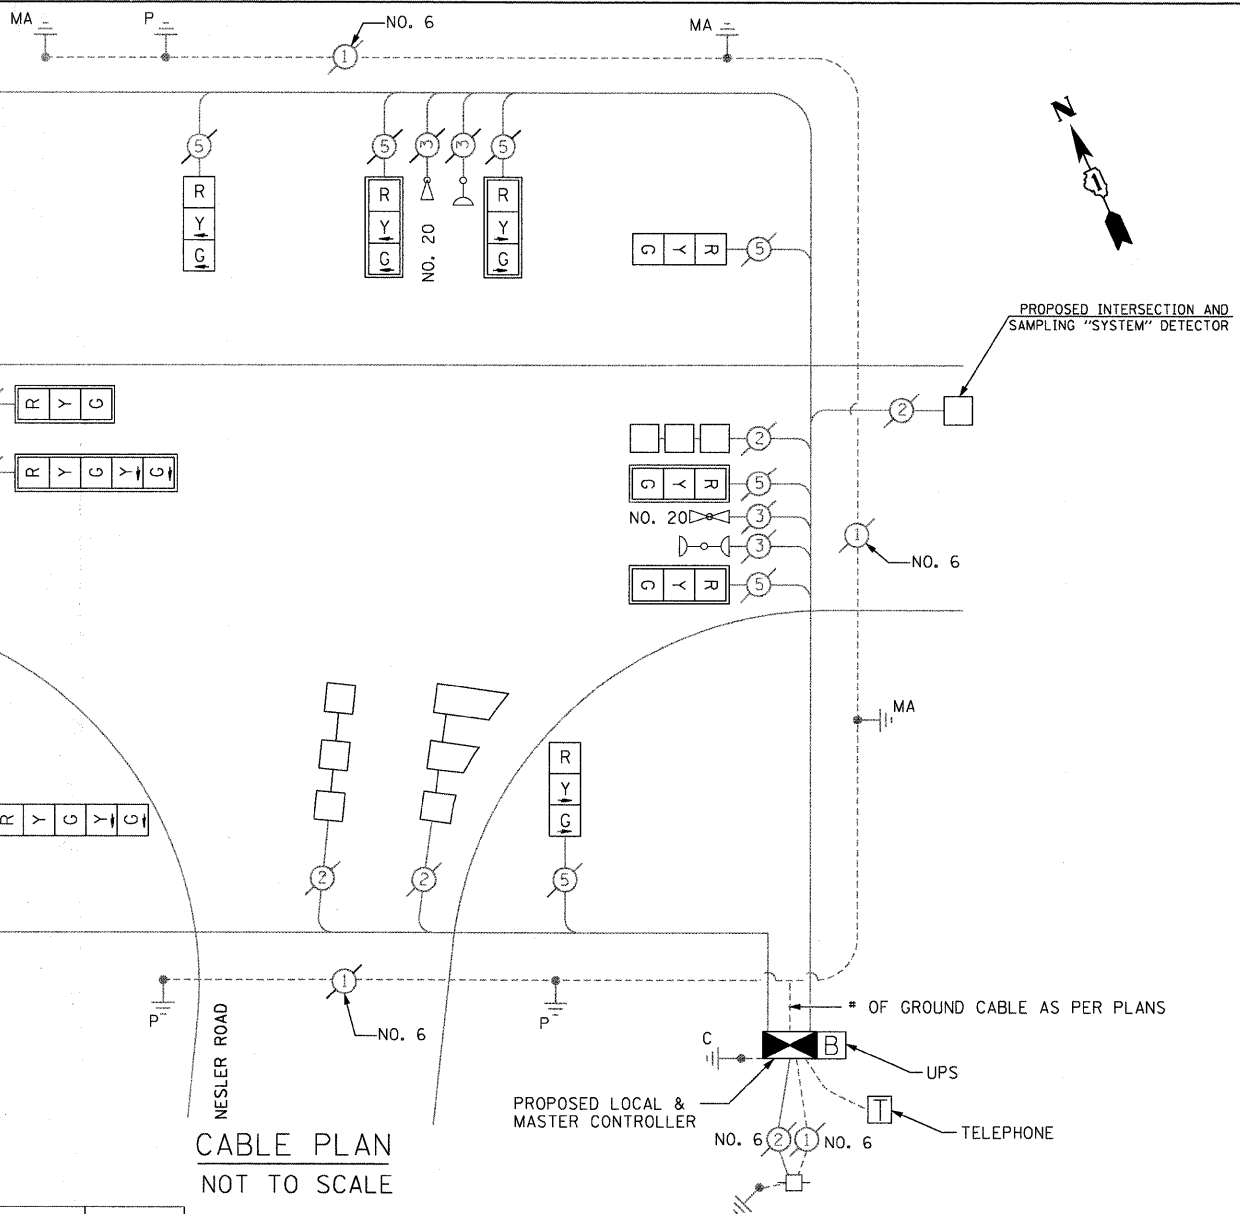 MA
P
NO. 6
MA
N
1
1
5
5
3
3
5
R
Y
G
R
Y
G
NO. 20
R
Y
G
G Y R
5
PROPOSED INTERSECTION AND
SAMPLING "SYSTEM" DETECTOR
R Y G
2
2
R Y G Y G
G Y R
5
NO. 20
3
3
1
NO. 6
G Y R
5
MA
R
Y
G
R Y G Y G
2
2
5
1
NO. 6
P
P
NESLER ROAD
# OF GROUND CABLE AS PER PLANS
C
B
UPS
PROPOSED LOCAL &
MASTER CONTROLLER
T
TELEPHONE
NO. 6
2
1
NO. 6
CABLE PLAN
NOT TO SCALE